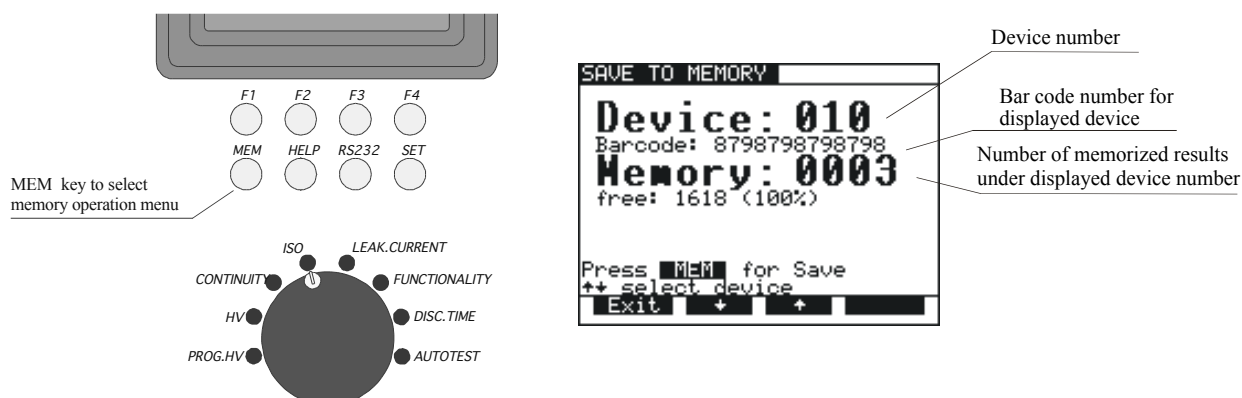 F1 F2 F3 F4
MEM HELP RS232 SET
MEM key to select
memory operation menu
ISO LEAK.CURRENT
CONTINUITY FUNCTIONALITY
HV DISC.TIME
PROG.HV AUTOTEST
Device number
Bar code number for
displayed device
Number of memorized results
under displayed device number
SAVE TO MEMORY
Device: 010
Barcode: 8798798798798
Memory: 0003
free: 1618 (100%)
Press MEM for Save
↑↓ select device
Exit ↓ ↑